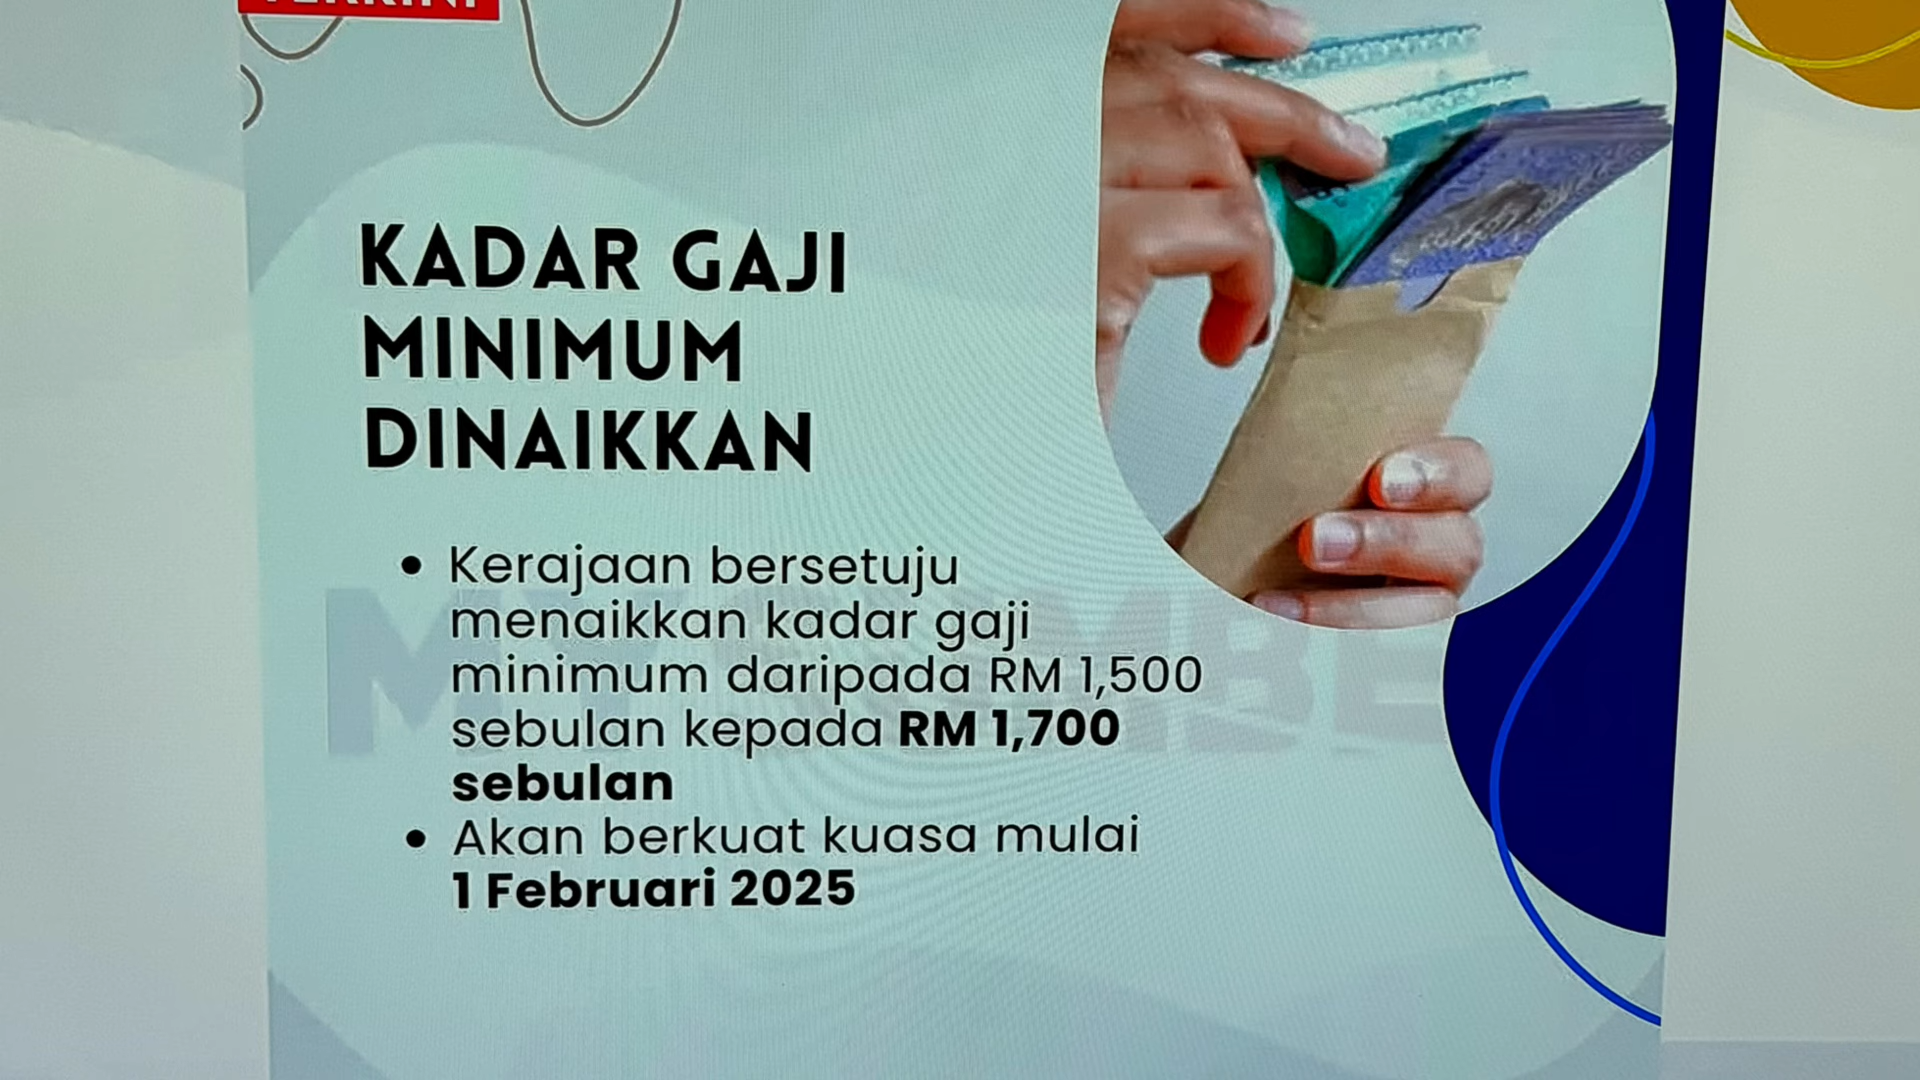 TERKINI
KADAR GAJI
MINIMUM
DINAIKKAN
• Kerajaan bersetuju
menaikkan kadar gaji
minimum daripada RM 1,500
sebulan kepada RM 1,700
sebulan
• Akan berkuat kuasa mulai
1 Februari 2025